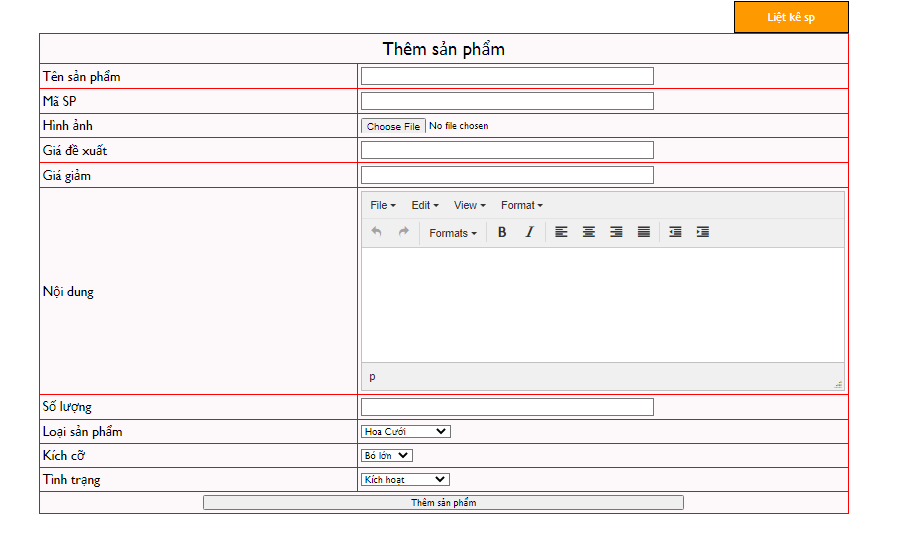 Liệt kê sp
Thêm sản phẩm
Tên sản phẩm
Mã SP
Hình ảnh Choose File No file chosen
Giá đề xuất
Giá giảm
File Edit View Format
Formats B I
Nội dung
p
Số lượng
Loại sản phẩm Hoa Cưới
Kích cỡ Bó lớn
Tình trạng Kích hoạt
Thêm sản phẩm